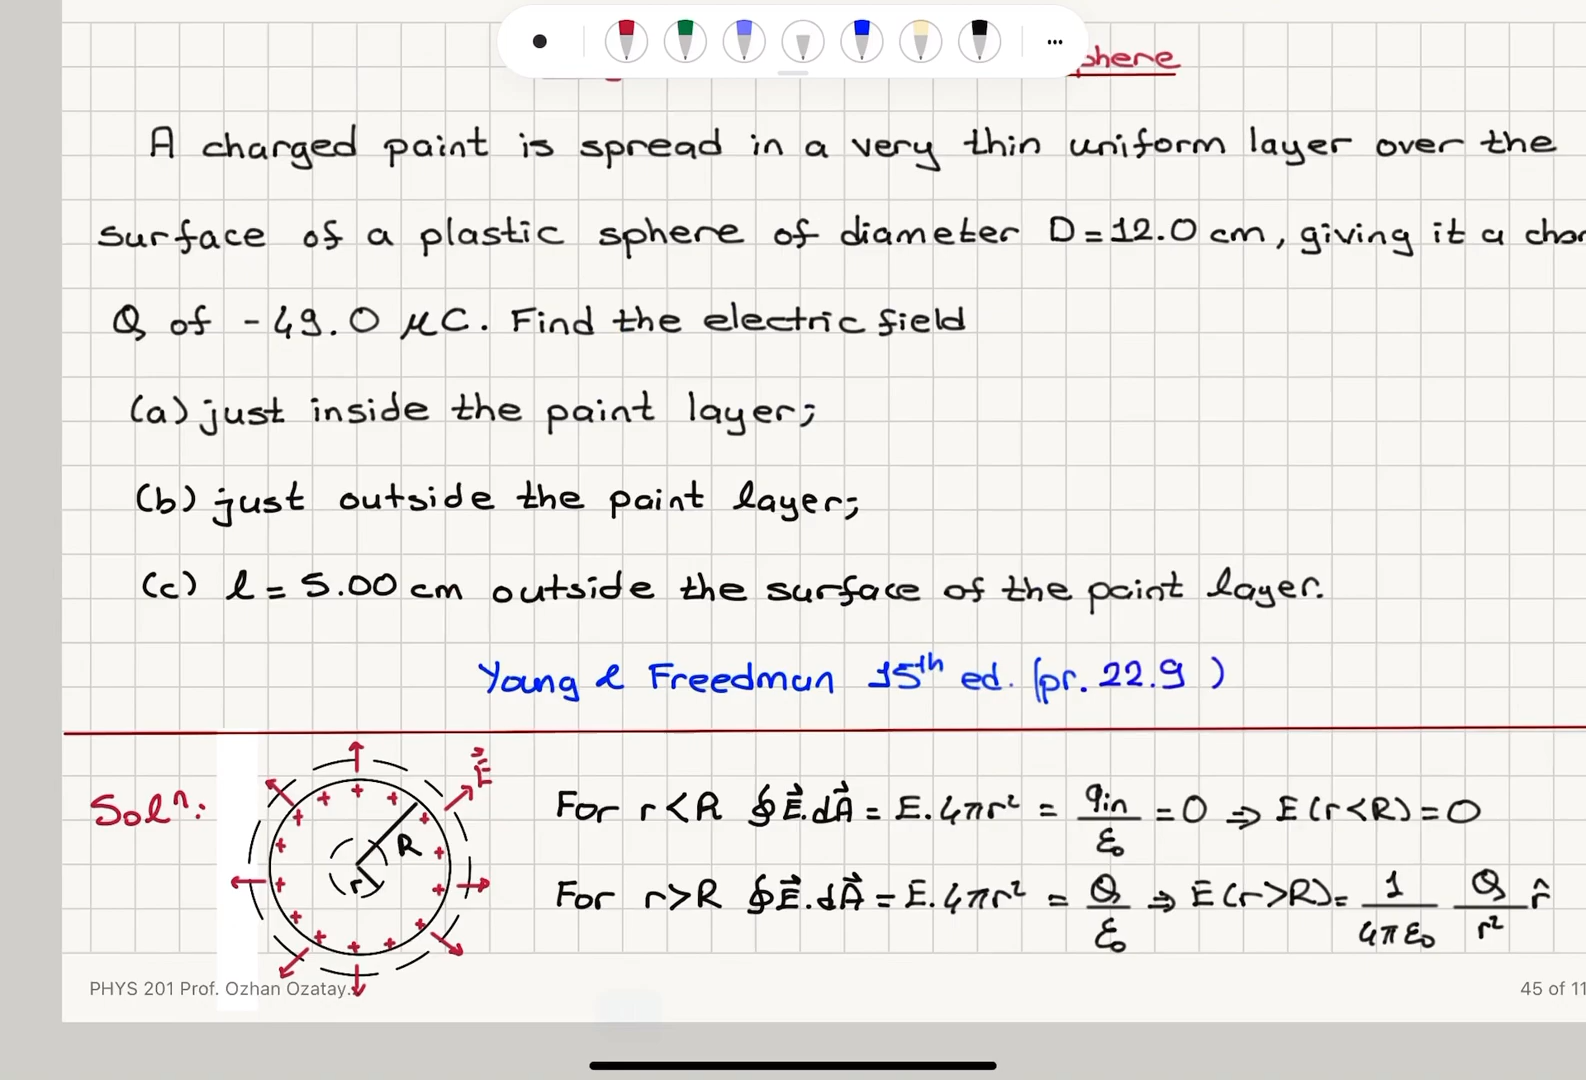 phere
A charged paint is spread in a very thin uniform layer over the
surface of a plastic sphere of diameter D = 12.0 cm, giving it a
Q of -49.0 μC. Find the electric field
(a) just inside the paint layer;
(b) just outside the paint layer;
(c) l = 5.00 cm outside the surface of the paint layer.
Young & Freedman 15th ed. (pr. 22.9)
Solⁿ:
E⃗
R
r
+ + + + + + + + + + + + + +
For r<R ∮E⃗.dA⃗ = E.4πr² = qin/ε₀ = 0 ⇒ E(r<R) = 0
For r>R ∮E⃗.dA⃗ = E.4πr² = Q/ε₀ ⇒ E(r>R) = 1/4πε₀ Q/r² r̂
PHYS 201 Prof. Ozhan Ozatay.
45 of 11